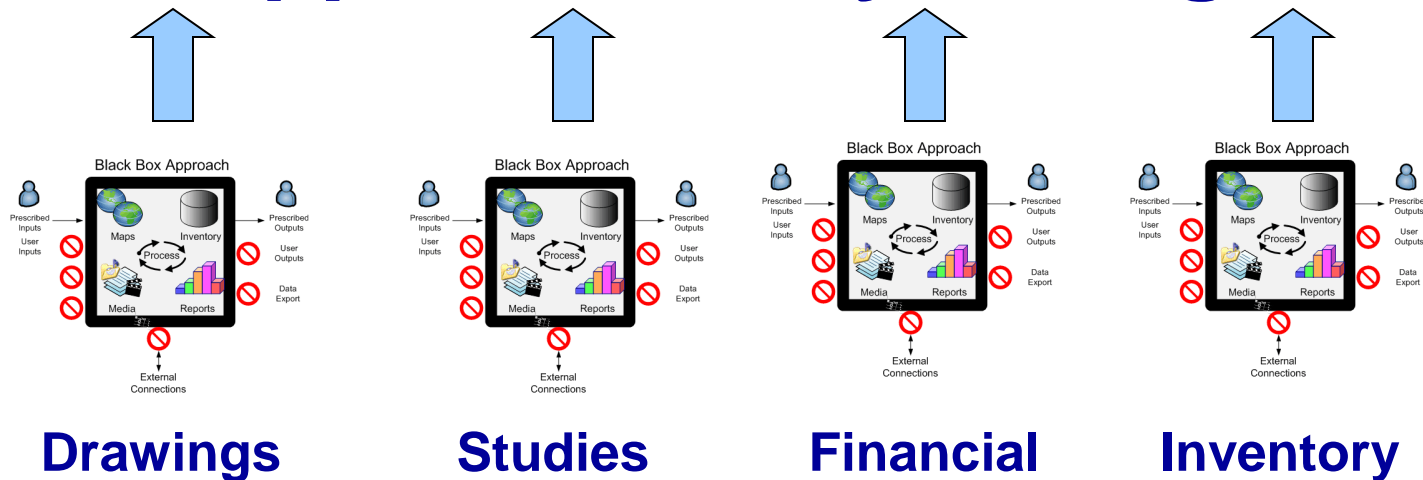 Black Box Approach
Prescribed
Inputs
User
Inputs
Maps
Inventory
Process
Media
Reports
Prescribed
Outputs
User
Outputs
Data
Export
External
Connections
Drawings
Black Box Approach
Prescribed
Inputs
User
Inputs
Maps
Inventory
Process
Media
Reports
Prescribed
Outputs
User
Outputs
Data
Export
External
Connections
Studies
Black Box Approach
Prescribed
Inputs
User
Inputs
Maps
Inventory
Process
Media
Reports
Prescribed
Outputs
User
Outputs
Data
Export
External
Connections
Financial
Black Box Approach
Prescribed
Inputs
User
Inputs
Maps
Inventory
Process
Media
Reports
Prescribed
Outputs
User
Outputs
Data
Export
External
Connections
Inventory